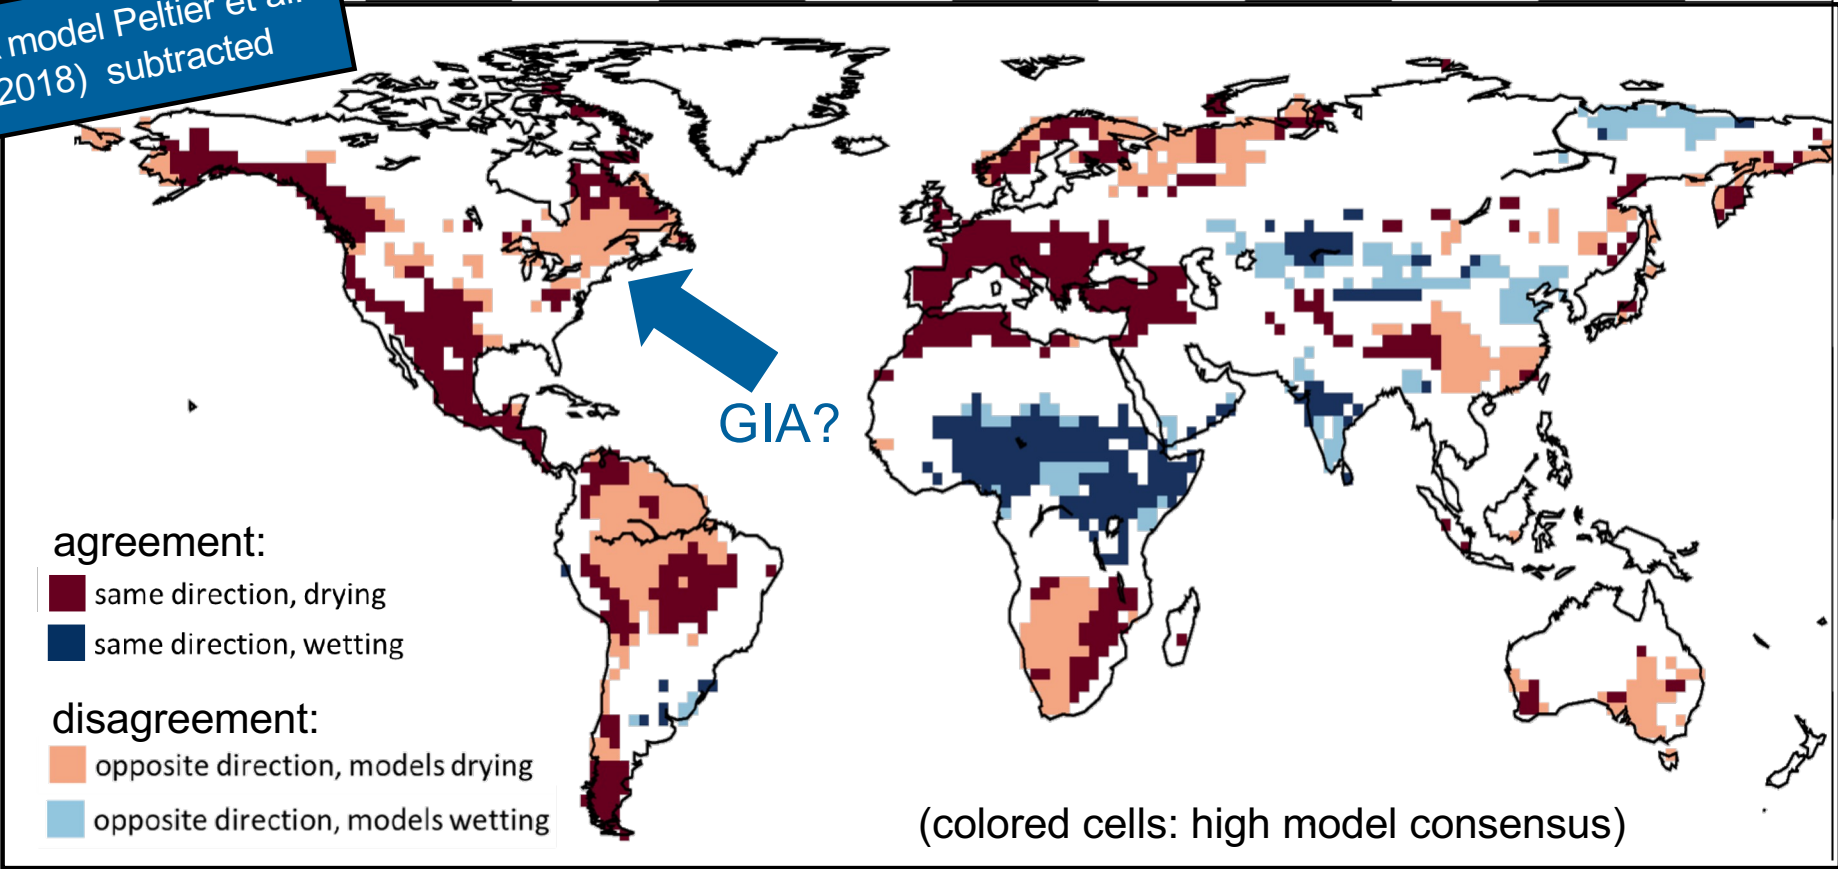 model Peltier et al.
2018) subtracted
GIA?
agreement:
same direction, drying
same direction, wetting
disagreement:
opposite direction, models drying
opposite direction, models wetting
(colored cells: high model consensus)